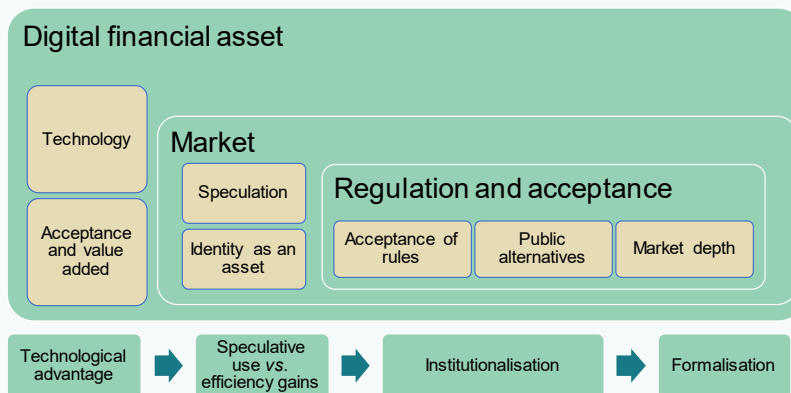 Digital financial asset
Technology
Acceptance
and value
added
Market
Speculation
Identity as an
asset
Regulation and acceptance
Acceptance of
rules
Public
alternatives
Market depth
Technological
advantage
Speculative
use vs.
efficiency gains
Institutionalisation
Formalisation